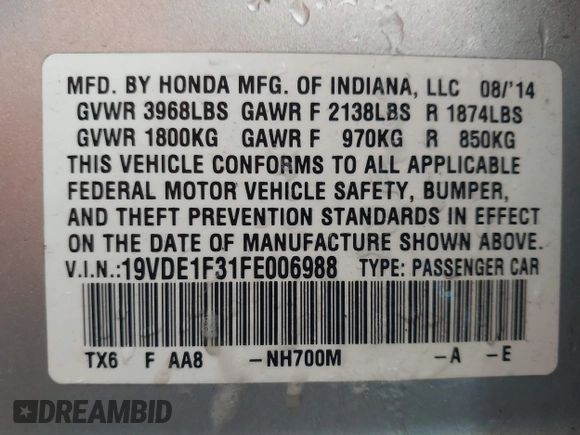 MFD. BY HONDA MFG. OF INDIANA, LLC 08/'14
GVWR 3968LBS GAWR F 2138LBS R 1874LBS
GVWR 1800KG GAWR F 970KG R 850KG
THIS VEHICLE CONFORMS TO ALL APPLICABLE
FEDERAL MOTOR VEHICLE SAFETY, BUMPER,
AND THEFT PREVENTION STANDARDS IN EFFECT
ON THE DATE OF MANUFACTURE SHOWN ABOVE.
V.I.N.:19VDE1F31FE006988 TYPE: PASSENGER CAR
TX6 F AA8 -NH700M -A -E
DREAMBID